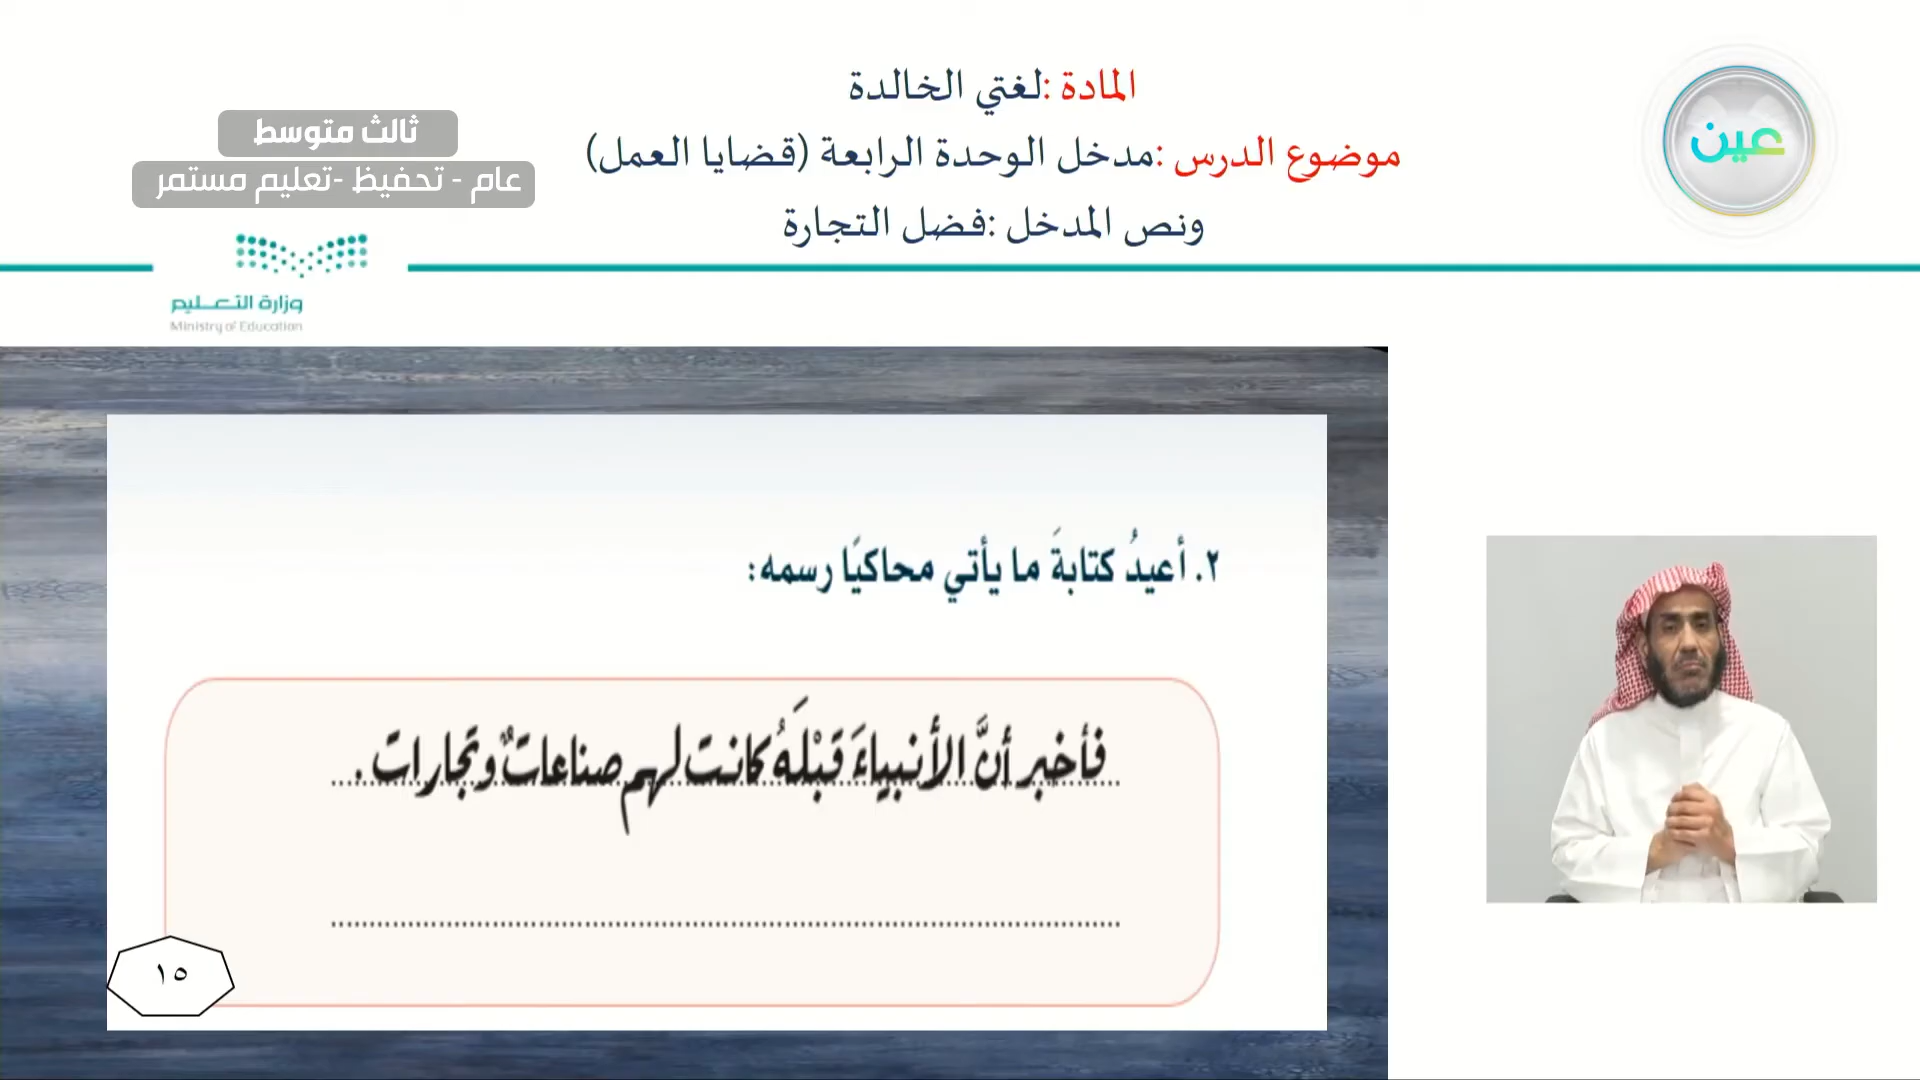 المادة :لغتي الخالدة
موضوع الدرس :مدخل الوحدة الرابعة (قضايا العمل)
ونص المدخل :فضل التجارة
عين
ثالث متوسط
عام - تحفيظ -تعليم مستمر
وزارة التعليم
Ministry of Education
٢. أعيدُ كتابةَ ما يأتي محاكيًا رسمه:
فأخبر أنَّ الأنبياءَ قَبْلَهُ كانت لهم صناعاتٌ وتجارات .
١٥